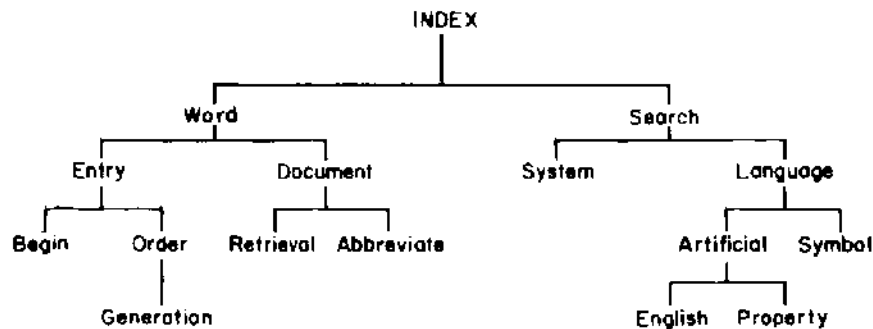 INDEX
Word Search
Entry Document System Language
Begin Order Retrieval Abbreviate Artificial Symbol
Generation English Property